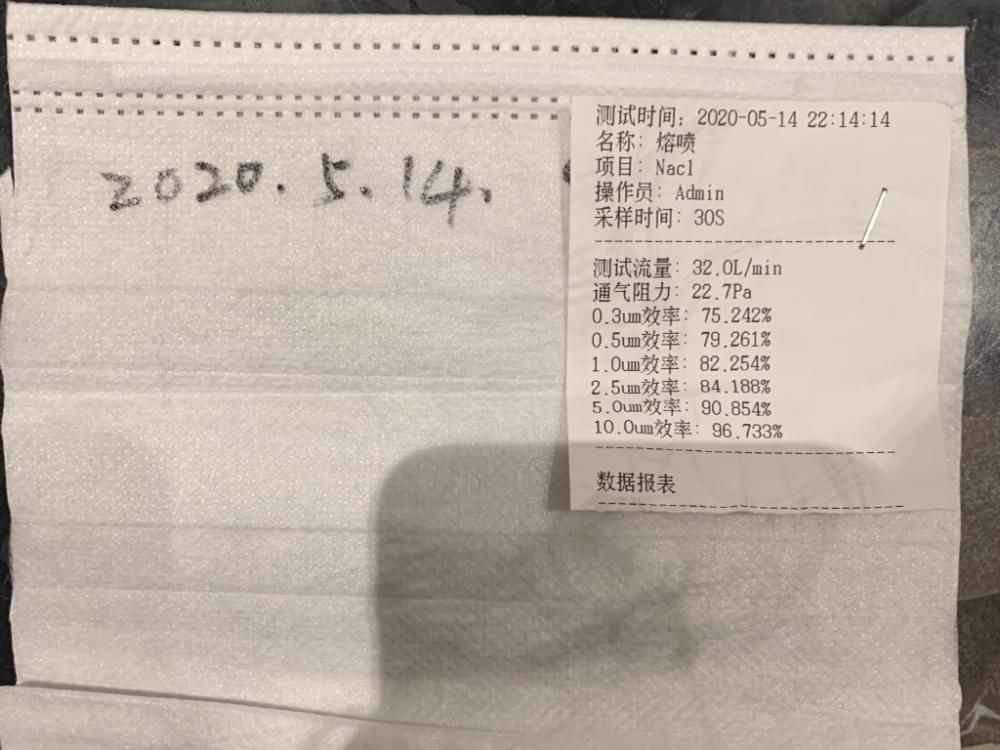 2020.5.14.
测试时间: 2020-05-14 22:14:14
名称: 熔喷
项目: Nacl
操作员: Admin
采样时间: 30S
测试流量: 32.0L/min
通气阻力: 22.7Pa
0.3um效率: 75.242%
0.5um效率: 79.261%
1.0um效率: 82.254%
2.5um效率: 84.188%
5.0um效率: 90.854%
10.0um效率: 96.733%
数据报表